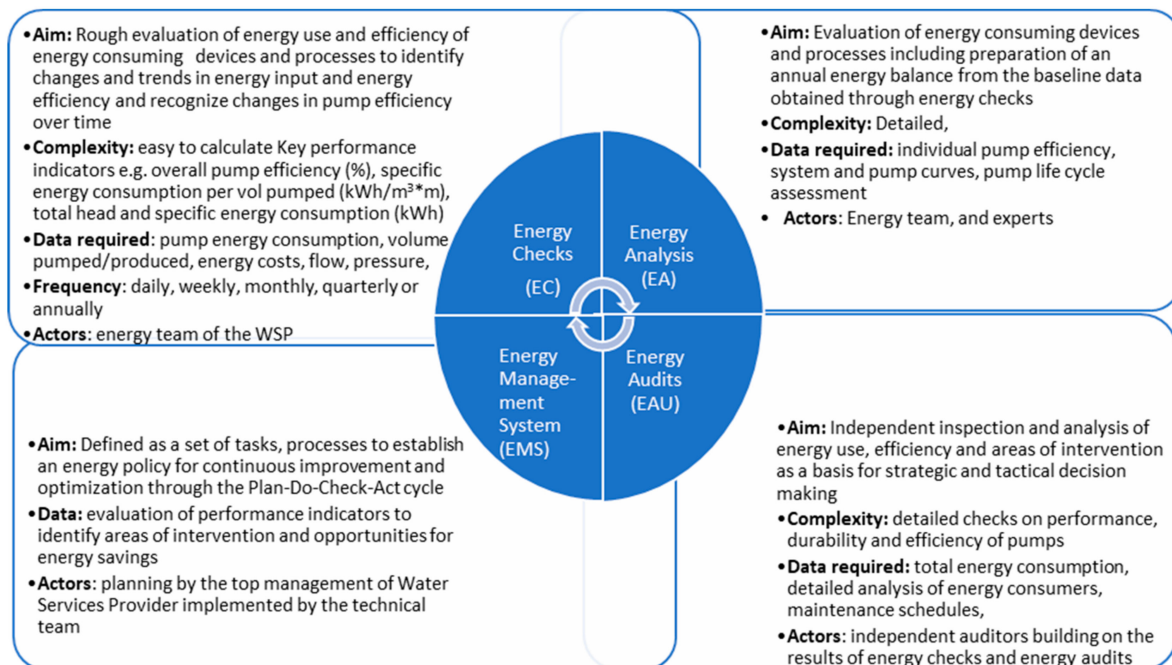 •Aim: Rough evaluation of energy use and efficiency of
energy consuming devices and processes to identify
changes and trends in energy input and energy
efficiency and recognize changes in pump efficiency
over time
•Complexity: easy to calculate Key performance
indicators e.g. overall pump efficiency (%), specific
energy consumption per vol pumped (kWh/m³*m),
total head and specific energy consumption (kWh)
•Data required: pump energy consumption, volume
pumped/produced, energy costs, flow, pressure,
•Frequency: daily, weekly, monthly, quarterly or
annually
•Actors: energy team of the WSP
•Aim: Evaluation of energy consuming devices
and processes including preparation of an
annual energy balance from the baseline data
obtained through energy checks
•Complexity: Detailed,
•Data required: individual pump efficiency,
system and pump curves, pump life cycle
assessment
• Actors: Energy team, and experts
Energy
Checks
(EC)
Energy
Analysis
(EA)
Energy
Manage-
ment
System
(EMS)
Energy
Audits
(EAU)
•Aim: Defined as a set of tasks, processes to establish
an energy policy for continuous improvement and
optimization through the Plan-Do-Check-Act cycle
•Data: evaluation of performance indicators to
identify areas of intervention and opportunities for
energy savings
•Actors: planning by the top management of Water
Services Provider implemented by the technical
team
•Aim: Independent inspection and analysis of
energy use, efficiency and areas of intervention
as a basis for strategic and tactical decision
making
•Complexity: detailed checks on performance,
durability and efficiency of pumps
•Data required: total energy consumption,
detailed analysis of energy consumers,
maintenance schedules,
•Actors: independent auditors building on the
results of energy checks and energy audits